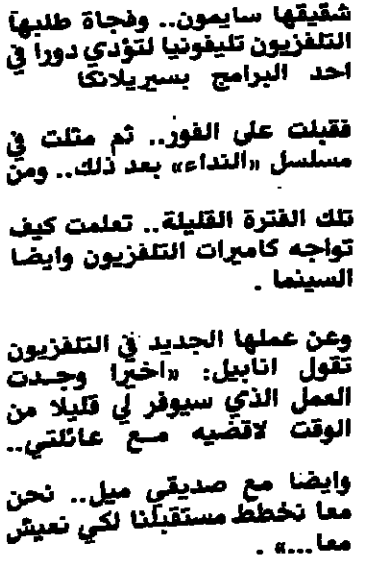 شقيقها سايمون.. وفجاة طلبها
التلفزيون تليفونيا لتؤدي دورا في
احد البرامج بسيريلانكا
فقبلت على الفور.. ثم مثلت في
مسلسل «النداء» بعد ذلك.. ومن
تلك الفترة القليلة.. تعلمت كيف
تواجه كاميرات التلفزيون وايضا
السينما .
وعن عملها الجديد في التلفزيون
تقول انابيل: «اخيرا وجدت
العمل الذي سيوفر لي قليلا من
الوقت لاقضيه مع عائلتي..
وايضا مع صديقي ميل.. نحن
معا نخطط مستقبلنا لكي نعيش
معا...» .